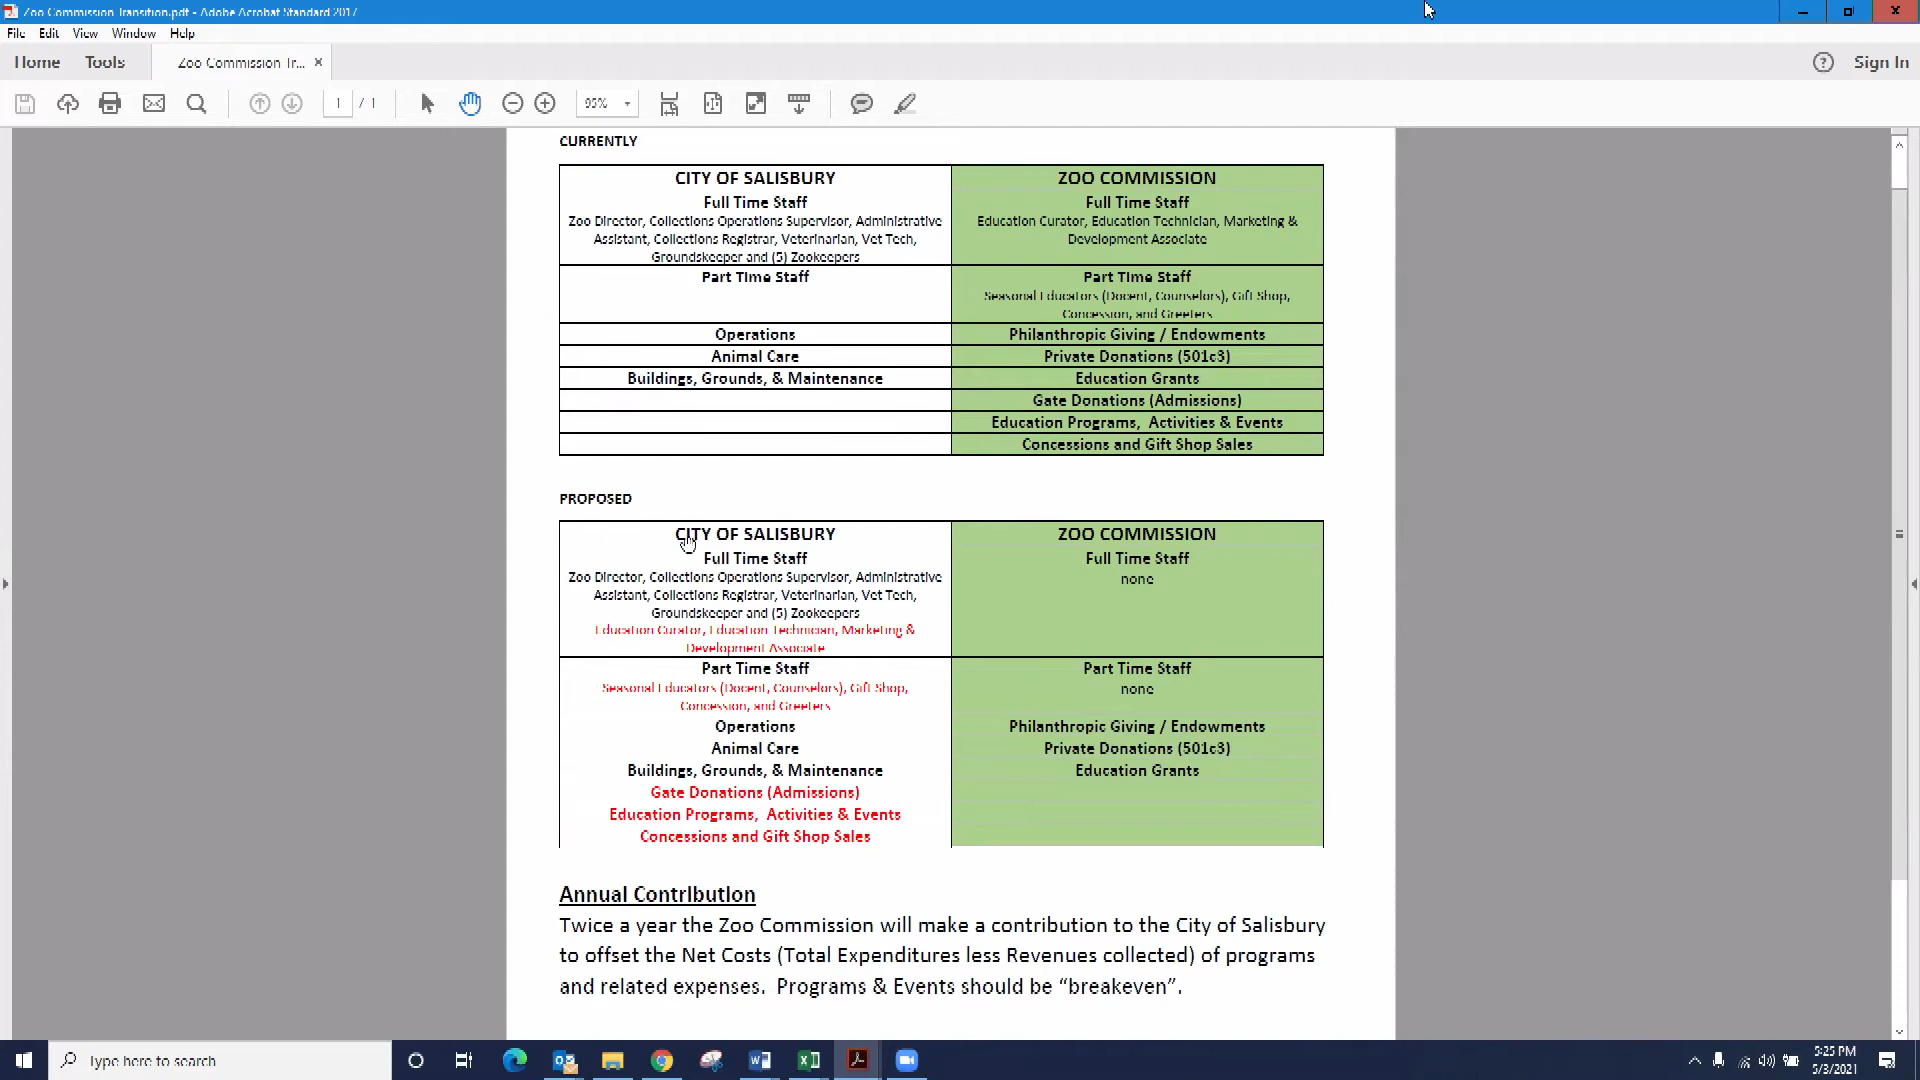 Zoo Commission Transition.pdf - Adobe Acrobat Standard 2017
File Edit View Window Help
Home Tools Zoo Commission Tr... × Sign In
1 / 1 95%
CURRENTLY
CITY OF SALISBURY ZOO COMMISSION
Full Time Staff Full Time Staff
Zoo Director, Collections Operations Supervisor, Administrative Education Curator, Education Technician, Marketing &
Assistant, Collections Registrar, Veterinarian, Vet Tech, Development Associate
Groundskeeper and (5) Zookeepers
Part Time Staff Part Time Staff
Seasonal Educators (Docent, Counselors), Gift Shop,
Concession, and Greeters
Operations Philanthropic Giving / Endowments
Animal Care Private Donations (501c3)
Buildings, Grounds, & Maintenance Education Grants
Gate Donations (Admissions)
Education Programs, Activities & Events
Concessions and Gift Shop Sales
PROPOSED
CITY OF SALISBURY ZOO COMMISSION
Full Time Staff Full Time Staff
Zoo Director, Collections Operations Supervisor, Administrative none
Assistant, Collections Registrar, Veterinarian, Vet Tech,
Groundskeeper and (5) Zookeepers
Education Curator, Education Technician, Marketing &
Development Associate
Part Time Staff Part Time Staff
Seasonal Educators (Docent, Counselors), Gift Shop, none
Concession, and Greeters
Operations Philanthropic Giving / Endowments
Animal Care Private Donations (501c3)
Buildings, Grounds, & Maintenance Education Grants
Gate Donations (Admissions)
Education Programs, Activities & Events
Concessions and Gift Shop Sales
Annual Contribution
Twice a year the Zoo Commission will make a contribution to the City of Salisbury
to offset the Net Costs (Total Expenditures less Revenues collected) of programs
and related expenses. Programs & Events should be “breakeven”.
Type here to search
5:25 PM
5/3/2021